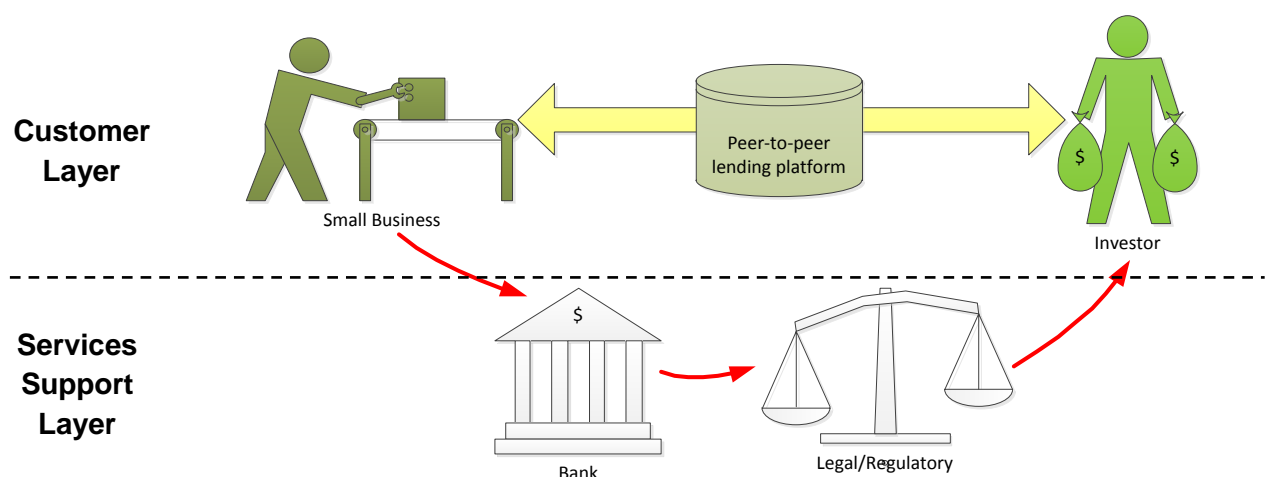 Customer
Layer
Peer-to-peer
lending platform
$
$
Small Business
Investor
Services
Support
Layer
$
Bank
Legal/Regulatory